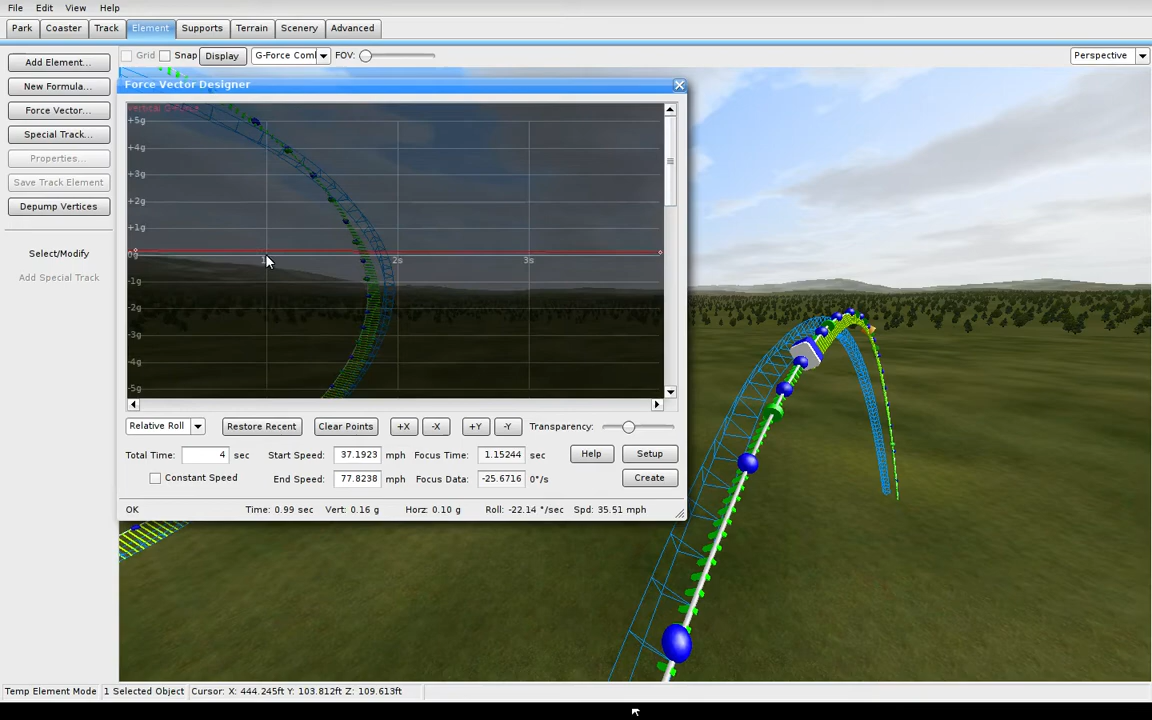 File Edit View Help
Park Coaster Track Element Supports Terrain Scenery Advanced
Add Element... Grid Snap Display G-Force Coml FOV: Perspective
New Formula...
Force Vector...
Special Track...
Properties...
Save Track Element
Depump Vertices
Select/Modify
Add Special Track
Force Vector Designer
Vertical G-Force
+5g
+4g
+3g
+2g
+1g
0g
2s 3s
-1g
-2g
-3g
-4g
-5g
Relative Roll Restore Recent Clear Points +X -X +Y -Y Transparency:
Total Time: 4 sec Start Speed: 37.1923 mph Focus Time: 1.15244 sec Help Setup
Constant Speed End Speed: 77.8238 mph Focus Data: -25.6716 0°/s Create
OK Time: 0.99 sec Vert: 0.16 g Horz: 0.10 g Roll: -22.14 °/sec Spd: 35.51 mph
Temp Element Mode 1 Selected Object Cursor: X: 444.245ft Y: 103.812ft Z: 109.613ft